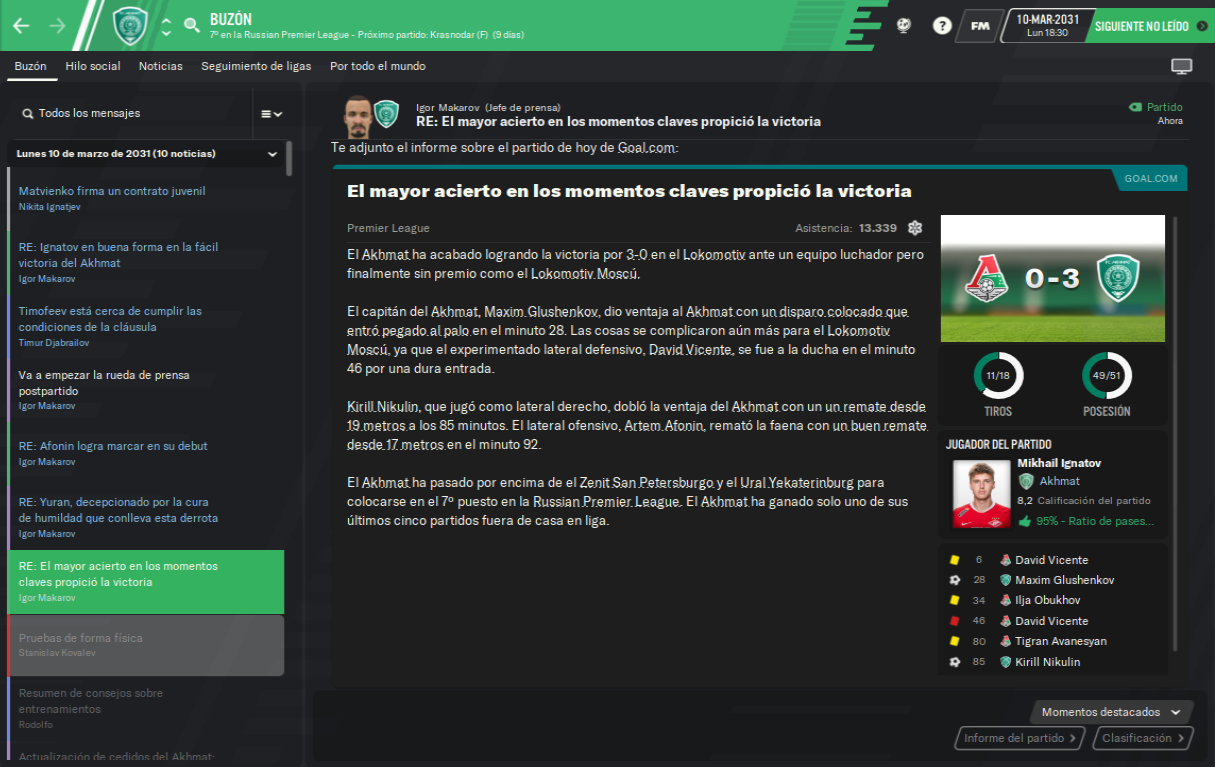 BUZÓN
7º en la Russian Premier League - Próximo partido: Krasnodar (F) (9 días)
?
FM
10-MAR-2031
Lun 18:30
SIGUIENTE NO LEÍDO
Buzón
Hilo social
Noticias
Seguimiento de ligas
Por todo el mundo
Todos los mensajes
Lunes 10 de marzo de 2031 (10 noticias)
Matvienko firma un contrato juvenil
Nikita Ignatjev
RE: Ignatov en buena forma en la fácil
victoria del Akhmat
Igor Makarov
Timofeev está cerca de cumplir las
condiciones de la cláusula
Timur Djabrailov
Va a empezar la rueda de prensa
postpartido
Igor Makarov
RE: Afonin logra marcar en su debut
Igor Makarov
RE: Yuran, decepcionado por la cura
de humildad que conlleva esta derrota
Igor Makarov
RE: El mayor acierto en los momentos
claves propició la victoria
Igor Makarov
Pruebas de forma física
Stanislav Kovalev
Resumen de consejos sobre
entrenamientos
Rodolfo
Actualización de cedidos del Akhmat:
Igor Makarov (Jefe de prensa)
RE: El mayor acierto en los momentos claves propició la victoria
Partido
Ahora
Te adjunto el informe sobre el partido de hoy de Goal.com:
GOAL.COM
El mayor acierto en los momentos claves propició la victoria
Premier League
Asistencia: 13.339
El Akhmat ha acabado logrando la victoria por 3-0 en el Lokomotiv ante un equipo luchador pero
finalmente sin premio como el Lokomotiv Moscú.
El capitán del Akhmat, Maxim Glushenkov, dio ventaja al Akhmat con un disparo colocado que
entró pegado al palo en el minuto 28. Las cosas se complicaron aún más para el Lokomotiv
Moscú, ya que el experimentado lateral defensivo, David Vicente, se fue a la ducha en el minuto
46 por una dura entrada.
Kirill Nikulin, que jugó como lateral derecho, dobló la ventaja del Akhmat con un un remate desde
19 metros a los 85 minutos. El lateral ofensivo, Artem Afonin, remató la faena con un buen remate
desde 17 metros en el minuto 92.
El Akhmat ha pasado por encima de el Zenit San Petersburgo y el Ural Yekaterinburg para
colocarse en el 7º puesto en la Russian Premier League. El Akhmat ha ganado solo uno de sus
últimos cinco partidos fuera de casa en liga.
0-3
11/18
TIROS
49/51
POSESIÓN
JUGADOR DEL PARTIDO
Mikhail Ignatov
Akhmat
8,2 Calificación del partido
95% - Ratio de pases...
6 David Vicente
28 Maxim Glushenkov
34 Ilja Obukhov
46 David Vicente
80 Tigran Avanesyan
85 Kirill Nikulin
Momentos destacados
Informe del partido
Clasificación